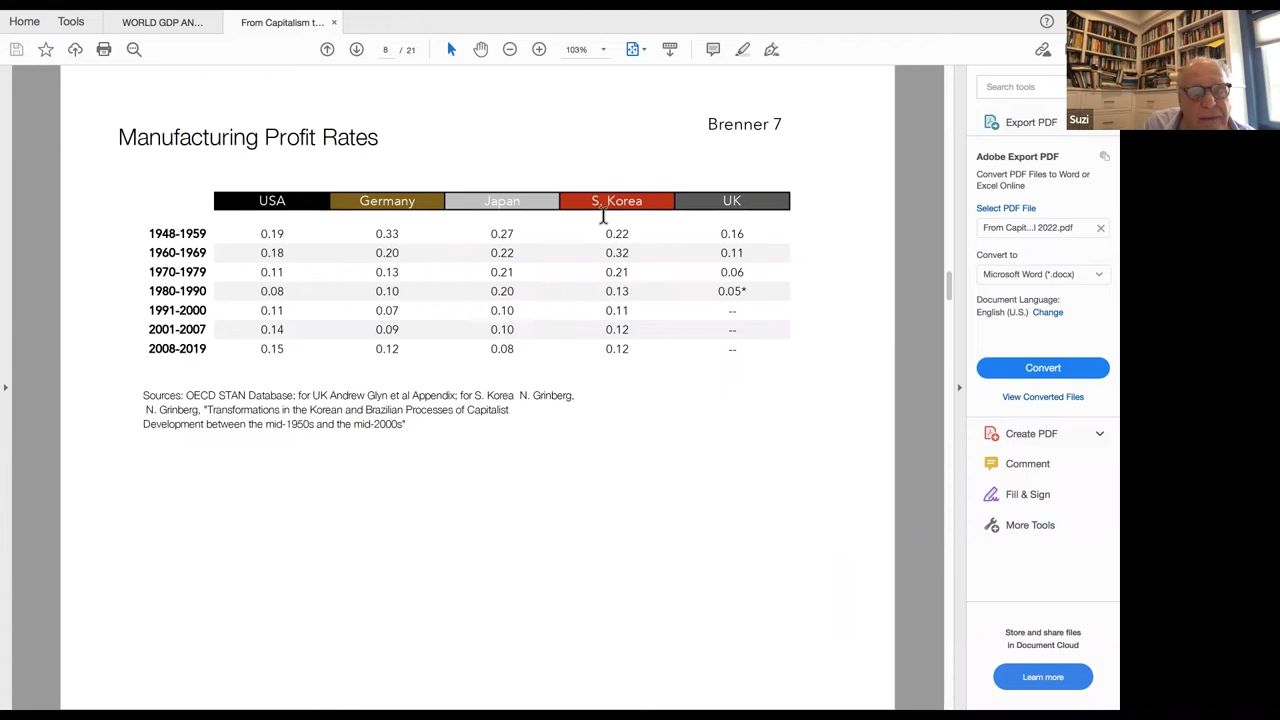 Home Tools WORLD GDP AN... From Capitalism t... ×
8 / 21 103%
Search tools
Suzi
Export PDF
Adobe Export PDF
Convert PDF Files to Word or
Excel Online
Select PDF File
From Capit...l 2022.pdf
Convert to
Microsoft Word (*.docx)
Document Language:
English (U.S.) Change
Convert
View Converted Files
Create PDF
Comment
Fill & Sign
More Tools
Store and share files
in Document Cloud
Learn more
Brenner 7
Manufacturing Profit Rates
USA Germany Japan S. Korea UK
1948-1959 0.19 0.33 0.27 0.22 0.16
1960-1969 0.18 0.20 0.22 0.32 0.11
1970-1979 0.11 0.13 0.21 0.21 0.06
1980-1990 0.08 0.10 0.20 0.13 0.05*
1991-2000 0.11 0.07 0.10 0.11 --
2001-2007 0.14 0.09 0.10 0.12 --
2008-2019 0.15 0.12 0.08 0.12 --
Sources: OECD STAN Database; for UK Andrew Glyn et al Appendix; for S. Korea N. Grinberg,
N. Grinberg, "Transformations in the Korean and Brazilian Processes of Capitalist
Development between the mid-1950s and the mid-2000s"